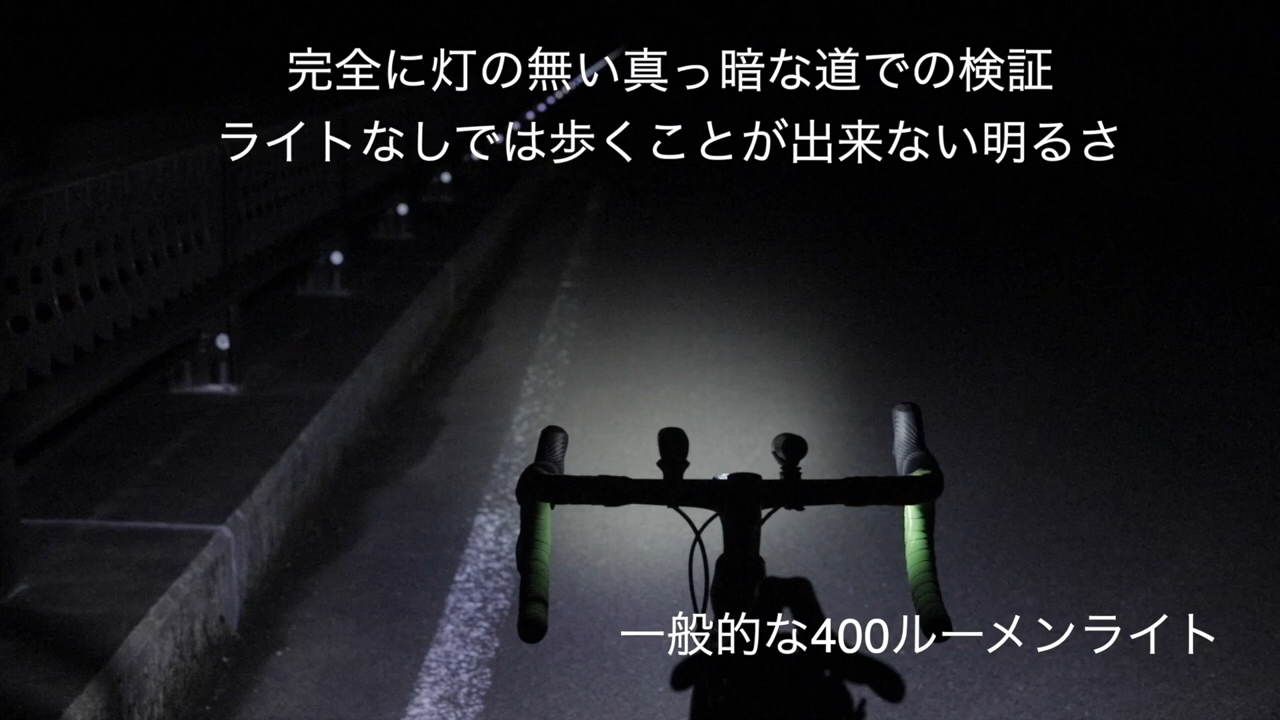 完全に灯の無い真っ暗な道での検証
ライトなしでは歩くことが出来ない明るさ
一般的な400ルーメンライト